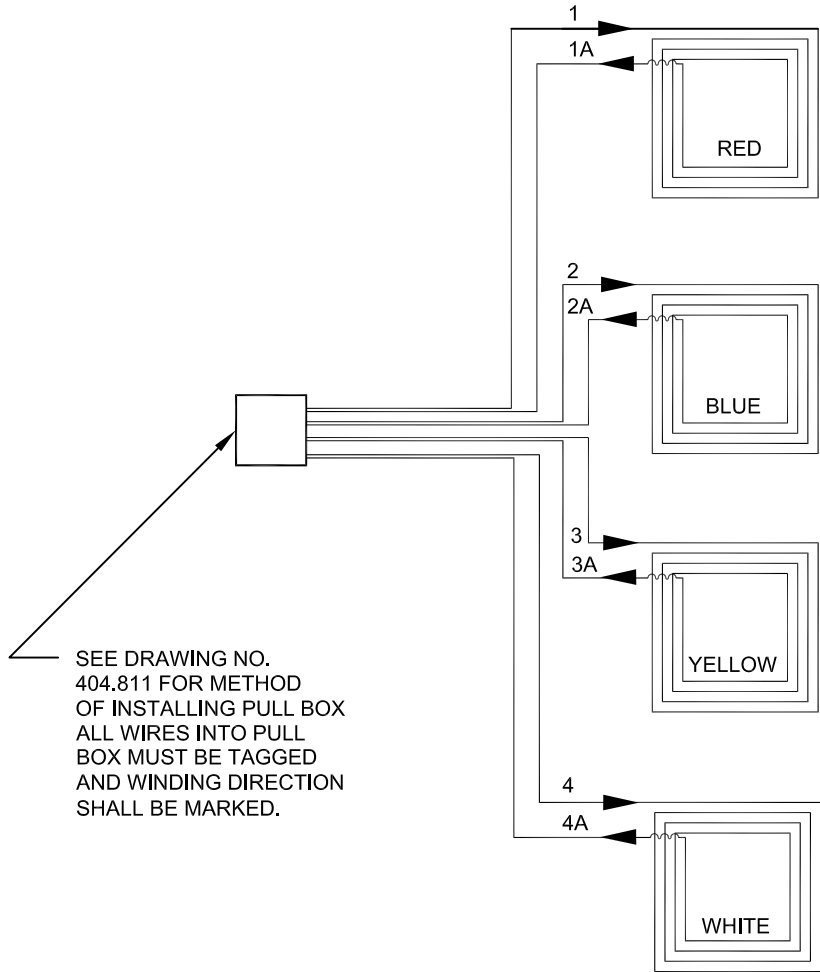 1
1A
RED
2
2A
BLUE
3
3A
YELLOW
SEE DRAWING NO.
404.811 FOR METHOD
OF INSTALLING PULL BOX
ALL WIRES INTO PULL
BOX MUST BE TAGGED
AND WINDING DIRECTION
SHALL BE MARKED.
4
4A
WHITE